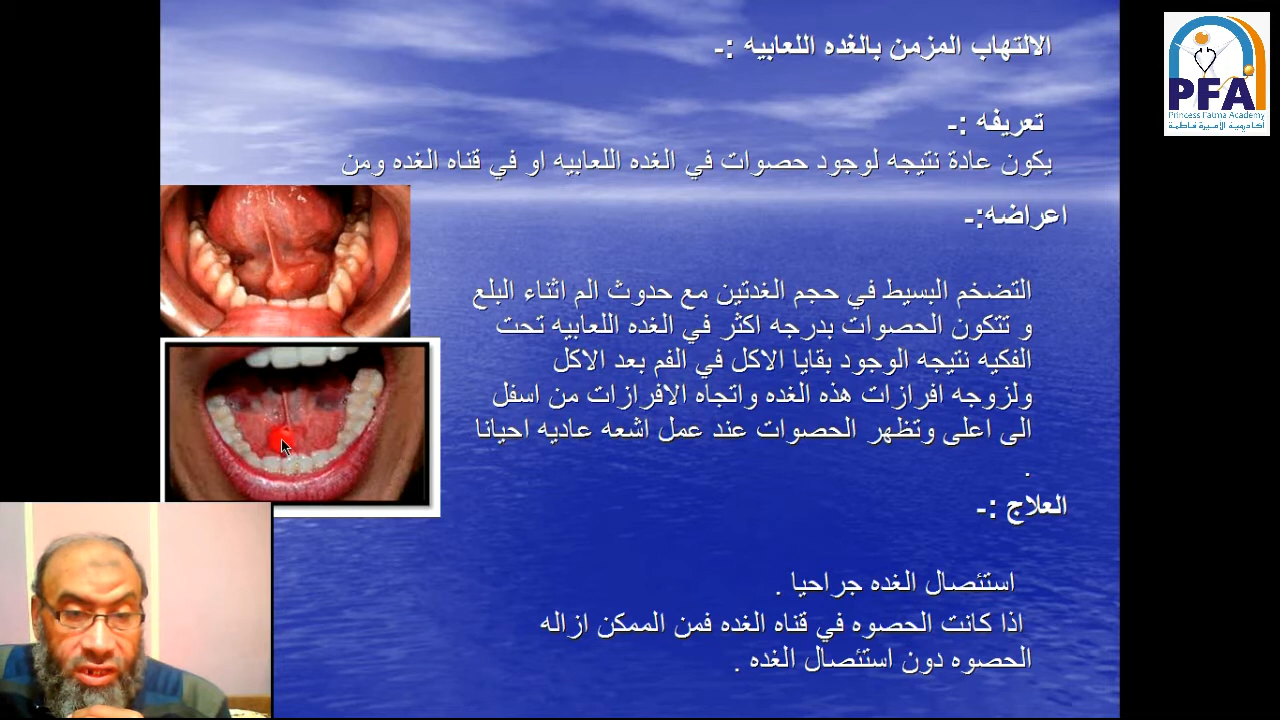 الالتهاب المزمن بالغده اللعابيه :-
تعريفه :-
يكون عادة نتيجه لوجود حصوات في الغده اللعابيه او في قناه الغده ومن
اعراضه:-
التضخم البسيط في حجم الغدتين مع حدوث الم اثناء البلع
و تتكون الحصوات بدرجه اكثر في الغده اللعابيه تحت
الفكيه نتيجه الوجود بقايا الاكل في الفم بعد الاكل
ولزوجه افرازات هذه الغده واتجاه الافرازات من اسفل
الى اعلى وتظهر الحصوات عند عمل اشعه عاديه احيانا
.
العلاج :-
استئصال الغده جراحيا .
اذا كانت الحصوه في قناه الغده فمن الممكن ازاله
الحصوه دون استئصال الغده .
PFA
Princess Fatma Academy
أكاديمية الأميرة فاطمة